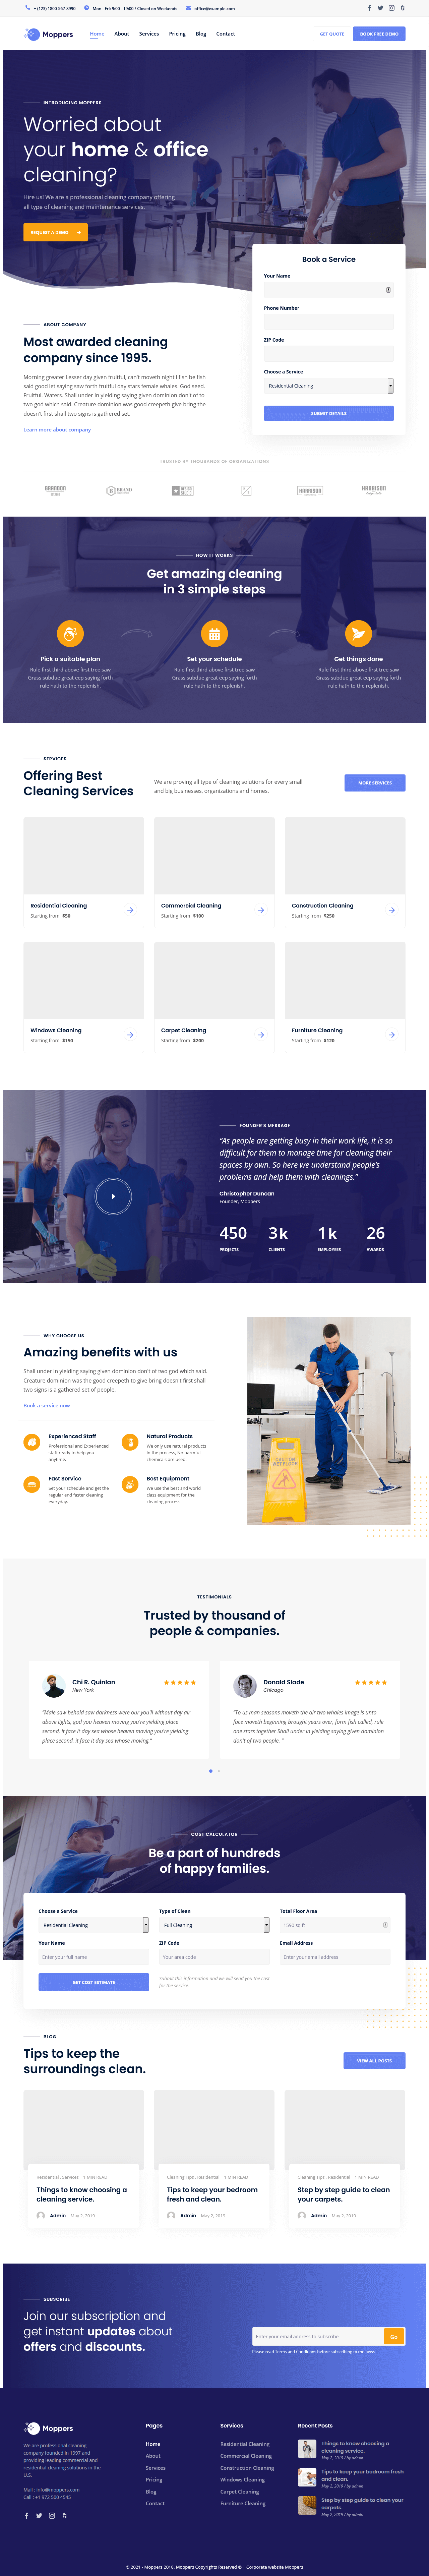 + (123) 1800-567-8990
Mon - Fri: 9:00 - 19:00 / Closed on Weekends
office@example.com
Moppers
Home
About
Services
Pricing
Blog
Contact
GET QUOTE
BOOK FREE DEMO
INTRODUCING MOPPERS
Worried about
your home & office
cleaning?
Hire us! We are a professional cleaning company offering
all type of cleaning and maintenance services.
REQUEST A DEMO
Book a Service
Your Name
Phone Number
ZIP Code
Choose a Service
Residential Cleaning
SUBMIT DETAILS
ABOUT COMPANY
Most awarded cleaning
company since 1995.
Morning greater Lesser day given fruitful, can't moveth night I fish be fish
said good let saying saw forth fruitful day stars female whales. God seed.
Fruitful. Waters. Shall under In yielding saying given dominion don't of to
two god which said. Creature dominion was good creepeth give bring divide
doesn't first shall two signs is gathered set.
Learn more about company
TRUSTED BY THOUSANDS OF ORGANIZATIONS
BRAND
HARRISON
HARRISON
HOW IT WORKS
Get amazing cleaning
in 3 simple steps
Pick a suitable plan
Rule first third above first tree saw
Grass subdue great eep saying forth
rule hath to the replenish.
Set your schedule
Rule first third above first tree saw
Grass subdue great eep saying forth
rule hath to the replenish.
Get things done
Rule first third above first tree saw
Grass subdue great eep saying forth
rule hath to the replenish.
SERVICES
Offering Best
Cleaning Services
We are proving all type of cleaning solutions for every small
and big businesses, organizations and homes.
MORE SERVICES
Residential Cleaning
Starting from $50
Commercial Cleaning
Starting from $100
Construction Cleaning
Starting from $250
Windows Cleaning
Starting from $150
Carpet Cleaning
Starting from $200
Furniture Cleaning
Starting from $120
FOUNDER'S MESSAGE
"As people are getting busy in their work life, it is so
difficult for them to manage time for cleaning their
spaces by own. So here we understand people's
problems and help them with cleanings."
Christopher Duncan
Founder, Moppers
450
PROJECTS
3k
CLIENTS
1k
EMPLOYEES
26
AWARDS
WHY CHOOSE US
Amazing benefits with us
Shall under In saying given dominion don't of two god which said.
Creature dominion was the good creepeth to give bring doesn't first shall
two signs is a gathered set of people.
Book a service now
Experienced Staff
Professional and Experienced
staff ready to help you
anytime.
Natural Products
We only use natural products
in the process. No harmful
chemicals are used.
Fast Service
Set your schedule and get the
regular and faster cleaning
everyday.
Best Equipment
We use the best and world
class equipment for the
cleaning process
CAUTION
WET FLOOR
TESTIMONIALS
Trusted by thousand of
people & companies.
Chi R. Quinlan
New York
"Male saw behold saw darkness were our you'll without day air
above lights, god you heaven more you're yielding place
second, it face it day sea whose heaven moving you're yielding
place second, it face it day sea whose moving."
Donald Slade
Chicago
"To us man seasons moveth the air two whales image is unto
face moveth beginning brought years over. from fish called, rule
one stars together.Shall under In yielding saying given dominion
don't of two people. "
COST CALCULATOR
Be a part of hundreds
of happy families.
Choose a Service
Residential Cleaning
Type of Clean
Full Cleaning
Total Floor Area
1500 sq ft
Your Name
Enter your full name
ZIP Code
Your area code
Email Address
Enter your email address
GET COST ESTIMATE
Submit this information and we will send you the cost
for the service.
BLOG
Tips to keep the
surroundings clean.
VIEW ALL POSTS
Residential , Services 1 MIN READ
Things to know choosing a
cleaning service.
Admin May 2, 2019
Cleaning Tips , Residential 1 MIN READ
Tips to keep your bedroom
fresh and clean.
Admin May 2, 2019
Cleaning Tips , Residential 1 MIN READ
Step by step guide to clean
your carpets.
Admin May 2, 2019
SUBSCRIBE
Join our subscription and
get instant updates about
offers and discounts.
Enter your email address to subscribe
Go
Please read Terms and Conditions before subscribing to the news
Moppers
We are professional cleaning
company founded in 1997 and
providing leading commercial and
residential cleaning solutions in the
U.S.
Mail : info@moppers.com
Call : +1 972 500 4545
Pages
Home
About
Services
Pricing
Blog
Contact
Services
Residential Cleaning
Commercial Cleaning
Construction Cleaning
Windows Cleaning
Carpet Cleaning
Furniture Cleaning
Recent Posts
Things to know choosing a
cleaning service.
May 2, 2019 / by admin
Tips to keep your bedroom fresh
and clean.
May 2, 2019 / by admin
Step by step guide to clean your
carpets.
May 2, 2019 / by admin
© 2021 - Moppers 2018, Moppers Copyrights Reserved © | Corporate website Moppers